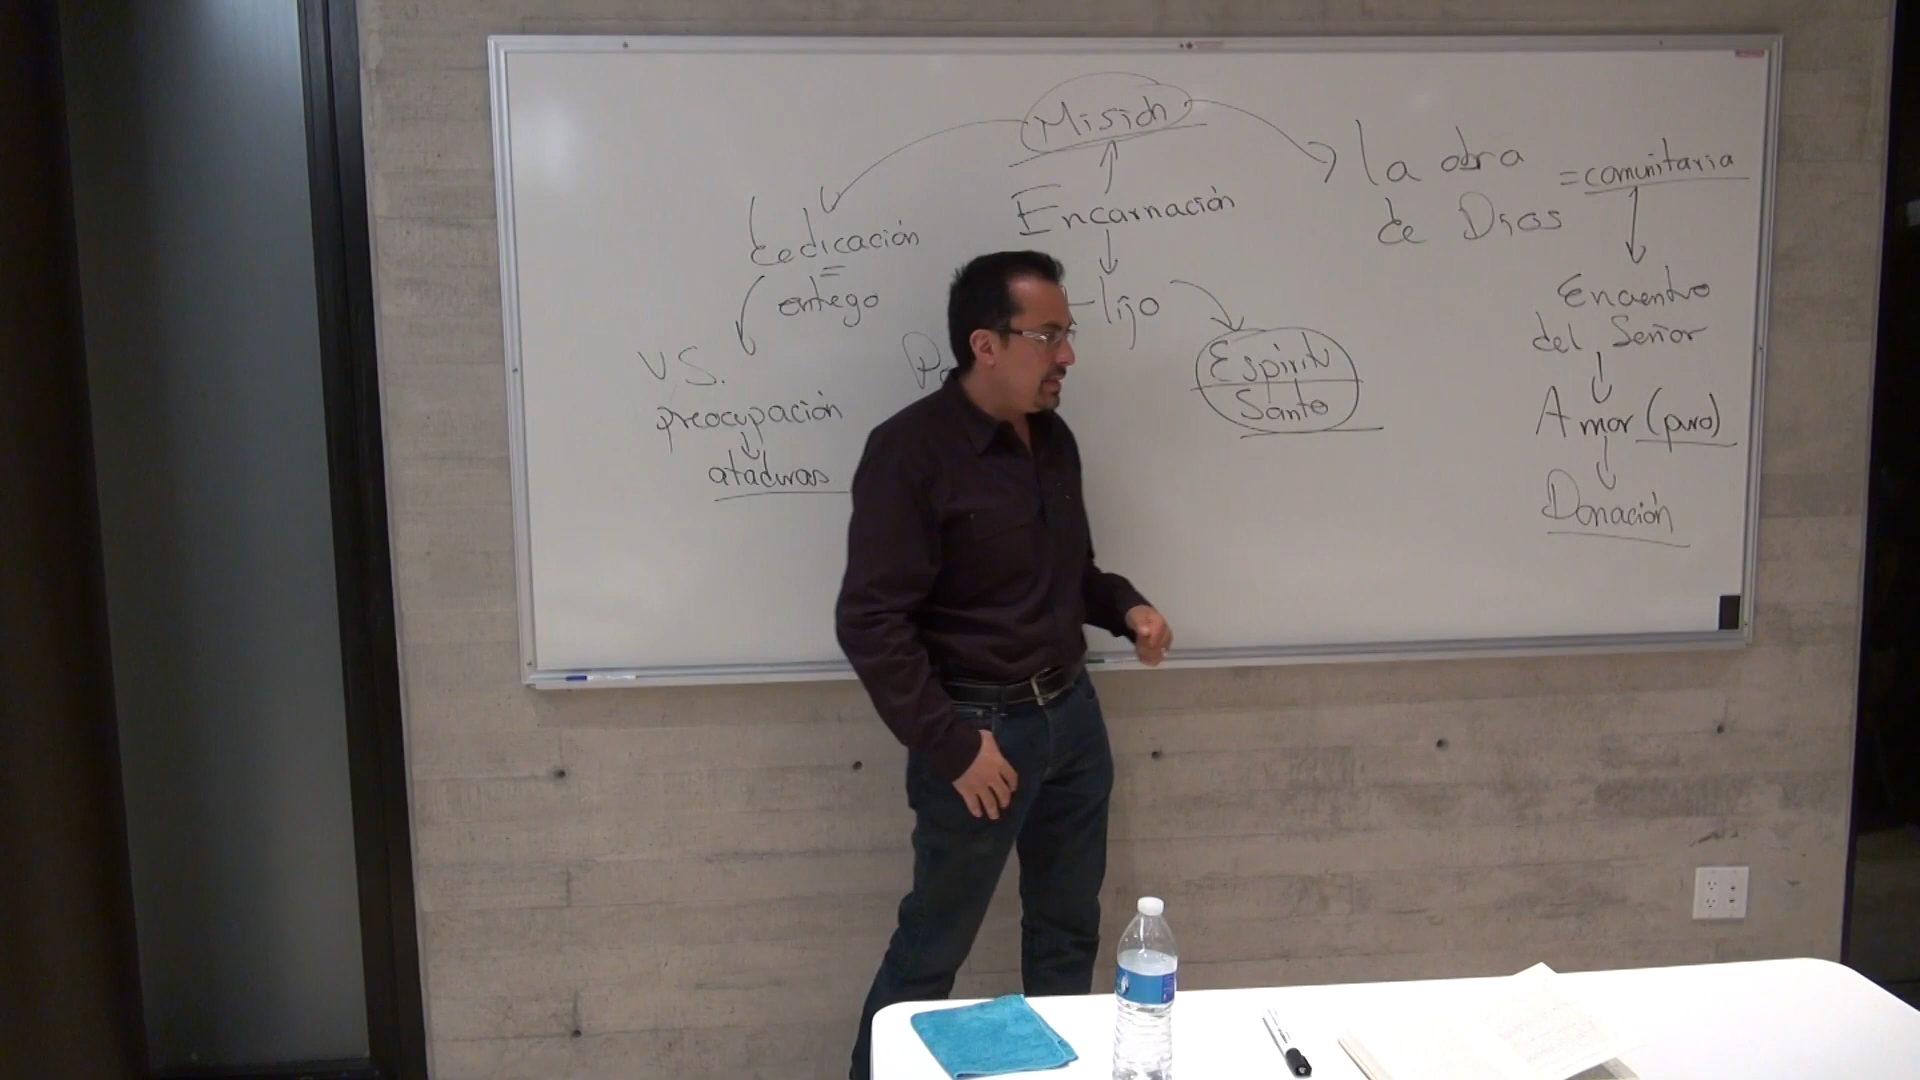 Misión
Encarnación
Hijo
Espíritu
Santo
dedicación
=
entrego
VS.
preocupación
ataduras
la obra
de Dios
= comunitaria
Encuentro
del Señor
Amor (puro)
Donación